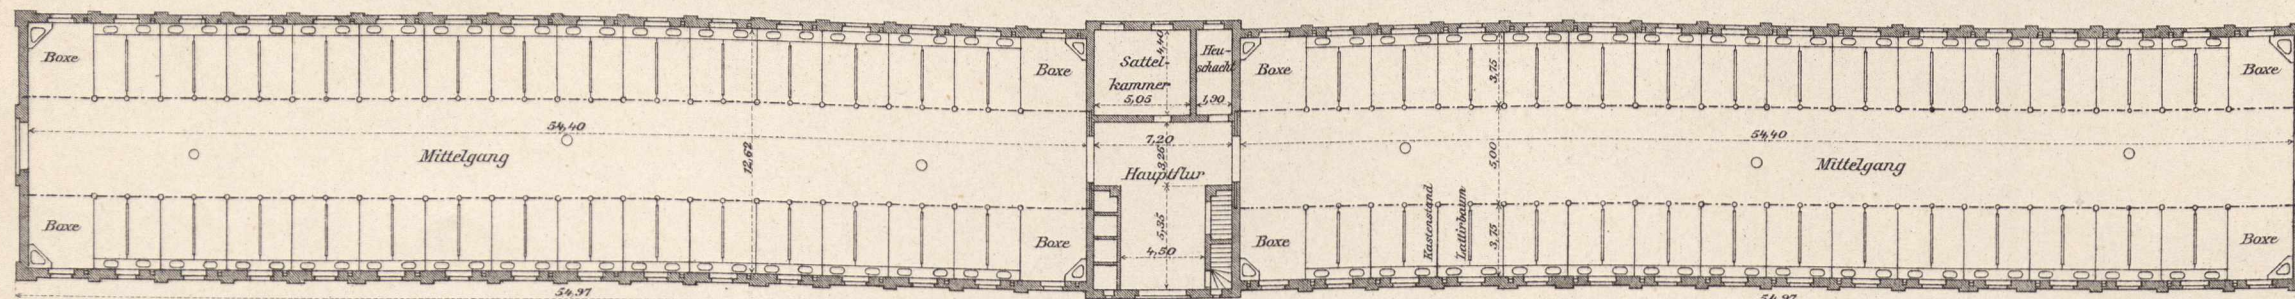 Boxe
Boxe
Sattel-
kammer
4,40
5,05
Heu-
schacht
1,90
Boxe
3,75
Boxe
54,40
Mittelgang
12,62
7,20
3,26
Hauptflur
54,40
5,00
Mittelgang
Boxe
Boxe
5,35
4,50
Boxe
Kastenstand
Lattirbaum
3,75
Boxe
54,97
54,97